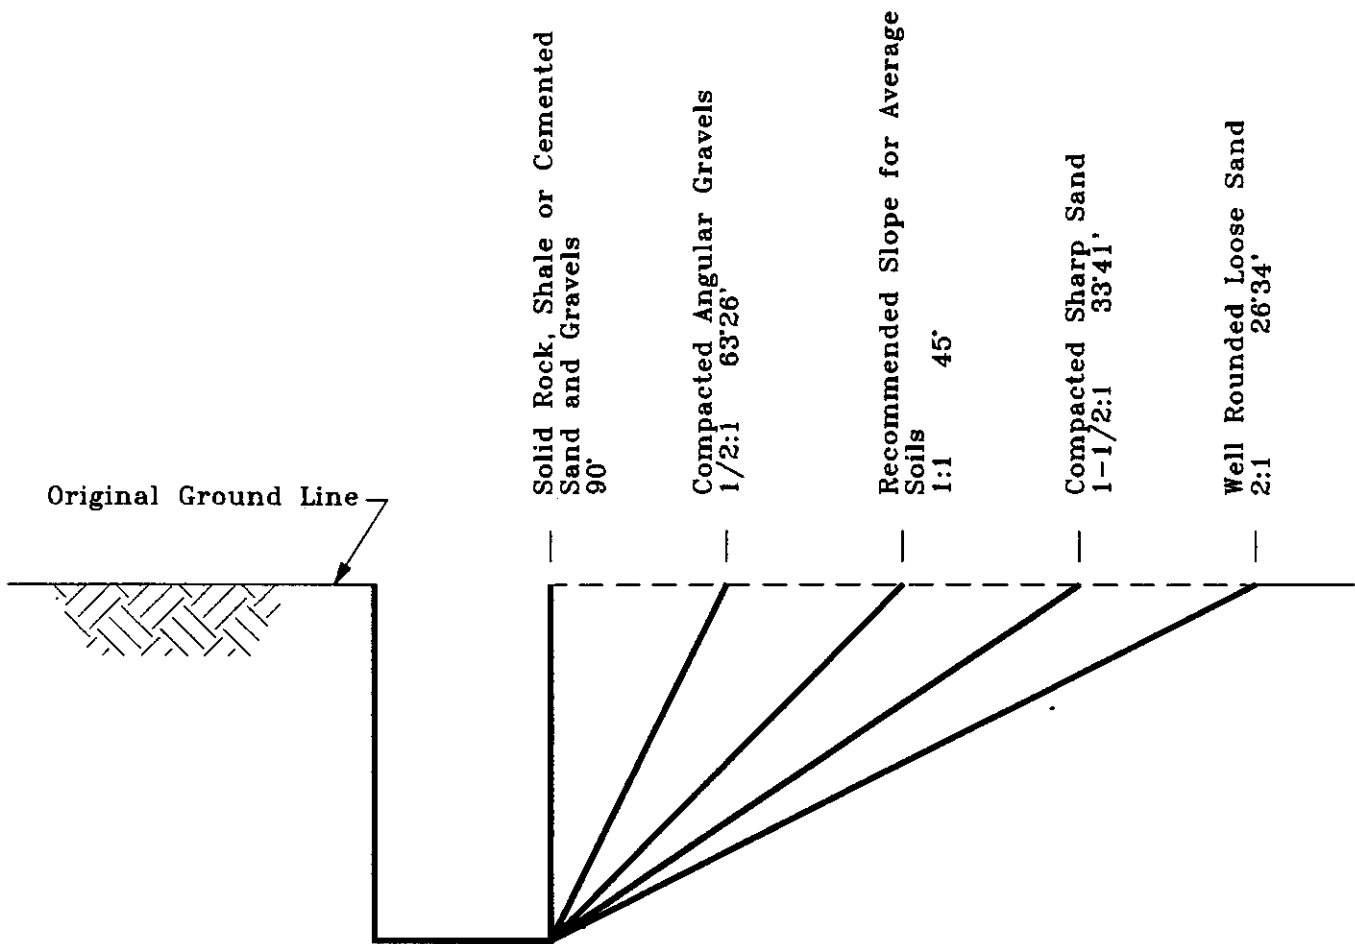 Original Ground Line
Solid Rock, Shale or Cemented
Sand and Gravels
90°
Compacted Angular Gravels
1/2:1 63°26'
Recommended Slope for Average
Soils
1:1 45°
Compacted Sharp Sand
1-1/2:1 33°41'
Well Rounded Loose Sand
2:1 26°34'